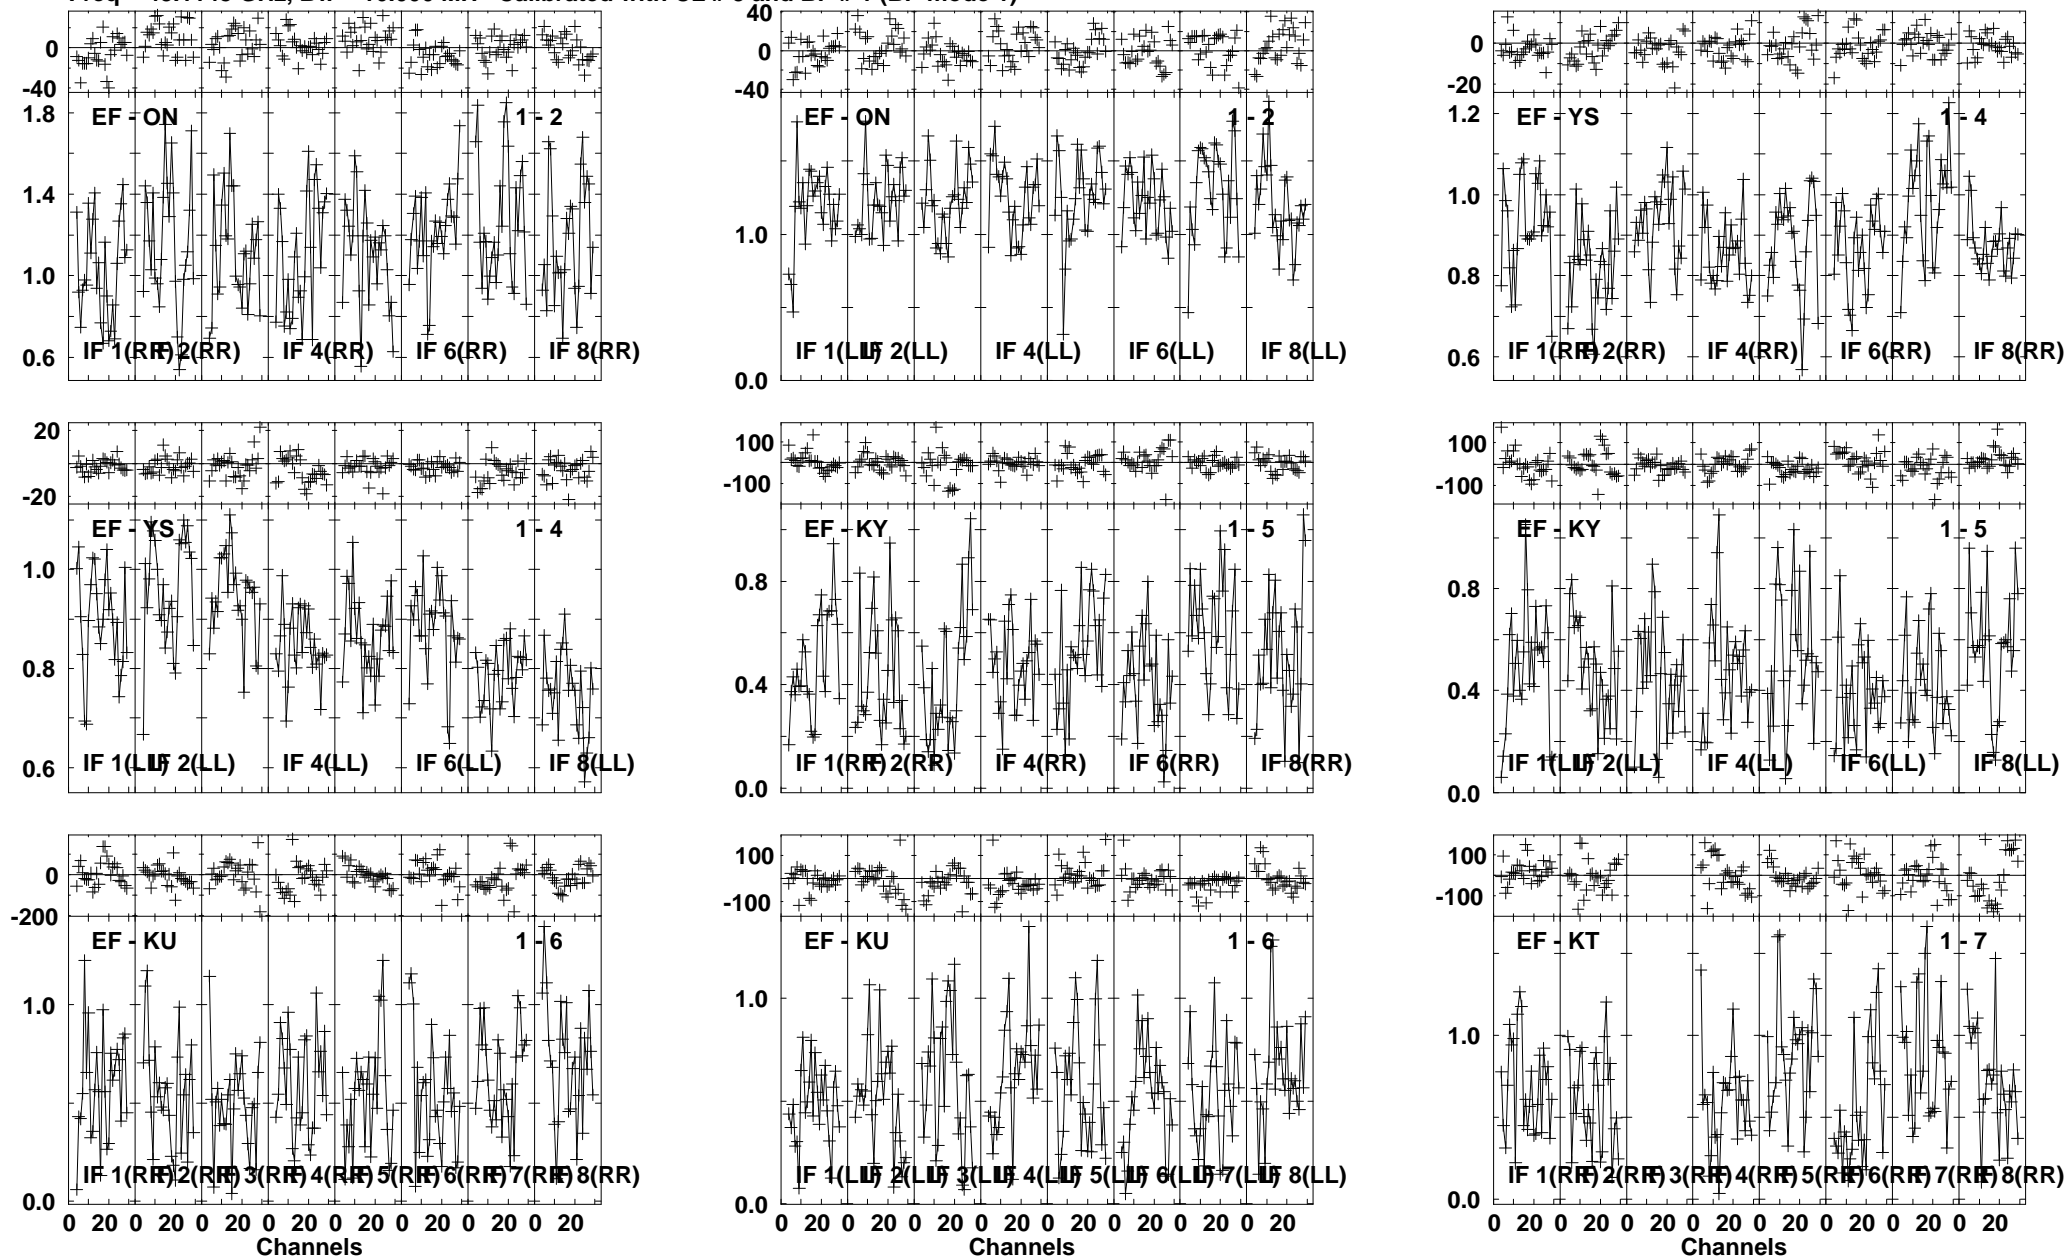 40
0 0 0
-40 -40 -20
1.8 EF - ON 1 - 2 EF - ON 1 - 2 1.2 EF - YS 1 - 4
1.4 1.0
1.0 1.0 0.8
0.6 IF 1(RR) IF 2(RR) IF 4(RR) IF 6(RR) IF 8(RR) IF 1(LL) IF 2(LL) IF 4(LL) IF 6(LL) IF 8(LL) 0.6 IF 1(RR) IF 2(RR) IF 4(RR) IF 6(RR) IF 8(RR)
0.0
20 100 100
-20 -100 -100
EF - YS 1 - 4 EF - KY 1 - 5 EF - KY 1 - 5
1.0 0.8 0.8
0.8 0.4 0.4
0.6 IF 1(LL) IF 2(LL) IF 4(LL) IF 6(LL) IF 8(LL) IF 1(RR) IF 2(RR) IF 4(RR) IF 6(RR) IF 8(RR) IF 1(LL) IF 2(LL) IF 4(LL) IF 6(LL) IF 8(LL)
0.0 0.0
0 100 100
-200 -100 -100
EF - KU 1 - 6 EF - KU 1 - 6 EF - KT 1 - 7
1.0 1.0 1.0
IF 1(RR) IF 2(RR) IF 3(RR) IF 4(RR) IF 5(RR) IF 6(RR) IF 7(RR) IF 8(RR) IF 1(LL) IF 2(LL) IF 3(LL) IF 4(LL) IF 5(LL) IF 6(LL) IF 7(LL) IF 8(LL) IF 1(RR) IF 2(RR) IF 3(RR) IF 4(RR) IF 5(RR) IF 6(RR) IF 7(RR) IF 8(RR)
0.0 0.0 0.0
0 20 0 20 0 20 0 20 0 20 0 20 0 20 0 20 0 20 0 20 0 20 0 20 0 20 0 20 0 20 0 20 0 20 0 20 0 20 0 20 0 20 0 20 0 20 0 20
Channels Channels